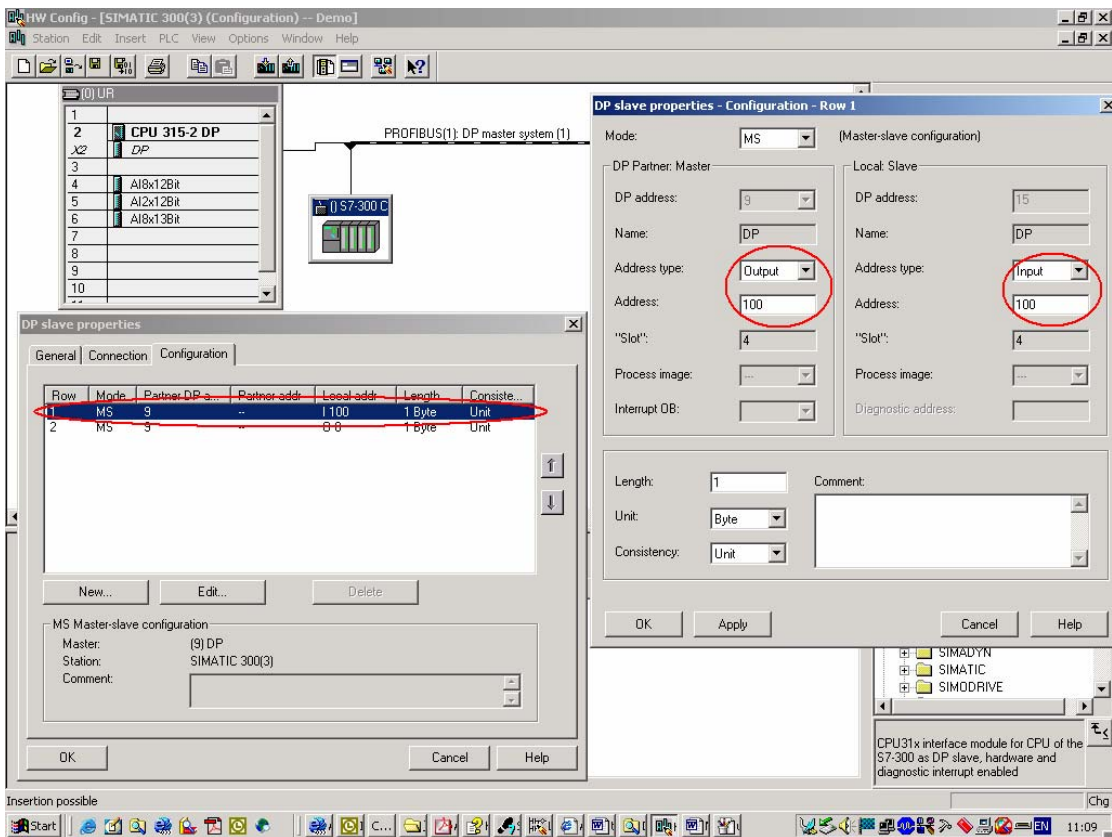 HW Config - [SIMATIC 300(3) (Configuration) -- Demo]
Station Edit Insert PLC View Options Window Help
(0) UR
1
2 CPU 315-2 DP
X2 DP
3
4 AI8x12Bit
5 AI2x12Bit
6 AI8x13Bit
7
8
9
10
PROFIBUS(1): DP master system (1)
() S7-300 C
DP slave properties
General Connection Configuration
Row Mode Partner DP a... Partner addr Local addr Length Consiste...
1 MS 9 -- I 100 1 Byte Unit
2 MS 9 -- O 0 1 Byte Unit
New... Edit... Delete
MS Master-slave configuration
Master: (9) DP
Station: SIMATIC 300(3)
Comment:
OK Cancel Help
DP slave properties - Configuration - Row 1
Mode: MS (Master-slave configuration)
DP Partner: Master
DP address: 9
Name: DP
Address type: Output
Address: 100
"Slot": 4
Process image: ---
Interrupt OB:
Local: Slave
DP address: 15
Name: DP
Address type: Input
Address: 100
"Slot": 4
Process image: ---
Diagnostic address:
Length: 1
Unit: Byte
Consistency: Unit
Comment:
OK Apply Cancel Help
SIMADYN
SIMATIC
SIMODRIVE
CPU31x interface module for CPU of the
S7-300 as DP slave, hardware and
diagnostic interrupt enabled
Insertion possible
Chg
Start
C...
EN 11:09